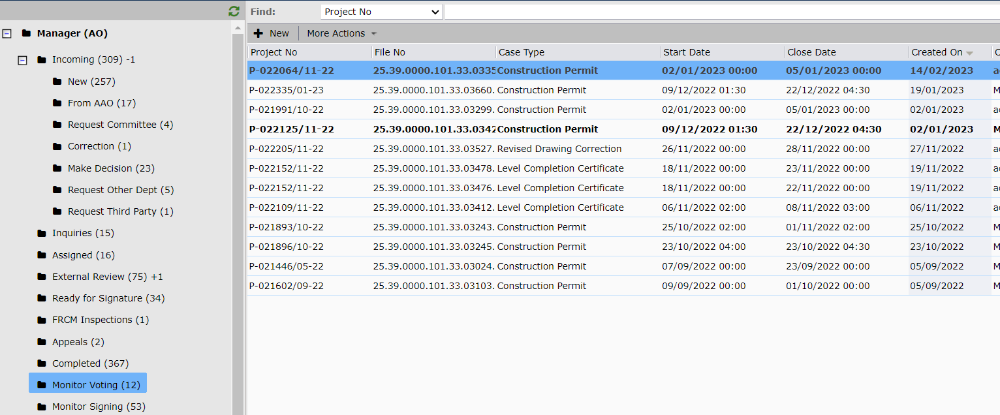 Find: Project No
Manager (AO)
Incoming (309) -1
New (257)
From AAO (17)
Request Committee (4)
Correction (1)
Make Decision (23)
Request Other Dept (5)
Request Third Party (1)
Inquiries (15)
Assigned (16)
External Review (75) +1
Ready for Signature (34)
FRCM Inspections (1)
Appeals (2)
Completed (367)
Monitor Voting (12)
Monitor Signing (53)
New More Actions
Project No File No Case Type Start Date Close Date Created On
P-022064/11-22 25.39.0000.101.33.0335 Construction Permit 02/01/2023 00:00 05/01/2023 00:00 14/02/2023
P-022335/01-23 25.39.0000.101.33.03660. Construction Permit 09/12/2022 01:30 22/12/2022 04:30 19/01/2023 M
P-021991/10-22 25.39.0000.101.33.03299. Construction Permit 02/01/2023 00:00 05/01/2023 00:00 02/01/2023
P-022125/11-22 25.39.0000.101.33.0342 Construction Permit 09/12/2022 01:30 22/12/2022 04:30 02/01/2023 M
P-022205/11-22 25.39.0000.101.33.03527. Revised Drawing Correction 26/11/2022 00:00 28/11/2022 00:00 27/11/2022
P-022152/11-22 25.39.0000.101.33.03478. Level Completion Certificate 18/11/2022 00:00 23/11/2022 00:00 19/11/2022
P-022152/11-22 25.39.0000.101.33.03476. Level Completion Certificate 18/11/2022 00:00 22/11/2022 00:00 19/11/2022
P-022109/11-22 25.39.0000.101.33.03412. Level Completion Certificate 06/11/2022 02:00 08/11/2022 03:00 06/11/2022
P-021893/10-22 25.39.0000.101.33.03243. Construction Permit 25/10/2022 02:00 01/11/2022 02:00 25/10/2022 M
P-021896/10-22 25.39.0000.101.33.03245. Construction Permit 23/10/2022 04:00 23/10/2022 04:30 23/10/2022 M
P-021446/05-22 25.39.0000.101.33.03024. Construction Permit 07/09/2022 00:00 23/09/2022 00:00 05/09/2022 M
P-021602/09-22 25.39.0000.101.33.03103. Construction Permit 09/09/2022 00:00 01/10/2022 00:00 05/09/2022 M